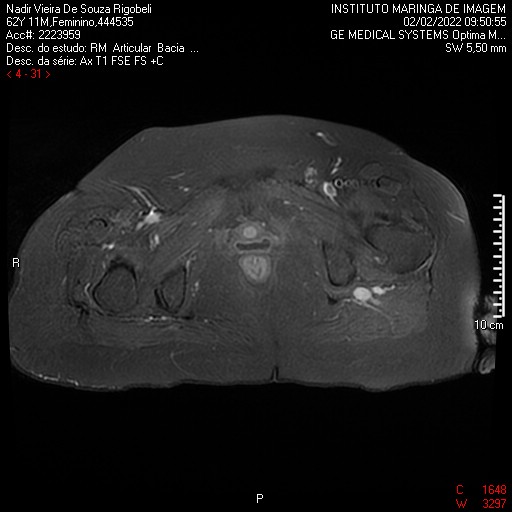 Nadir Vieira De Souza Rigobeli
62Y 11M,Feminino,444535
Acc#: 2223959
Desc. do estudo: RM Articular Bacia ...
Desc. da série: Ax T1 FSE FS +C
< 4 - 31 >
INSTITUTO MARINGA DE IMAGEM
02/02/2022 09:50:55
GE MEDICAL SYSTEMS Optima M...
SW 5,50 mm
R
10 cm
P
C 1648
W 3297